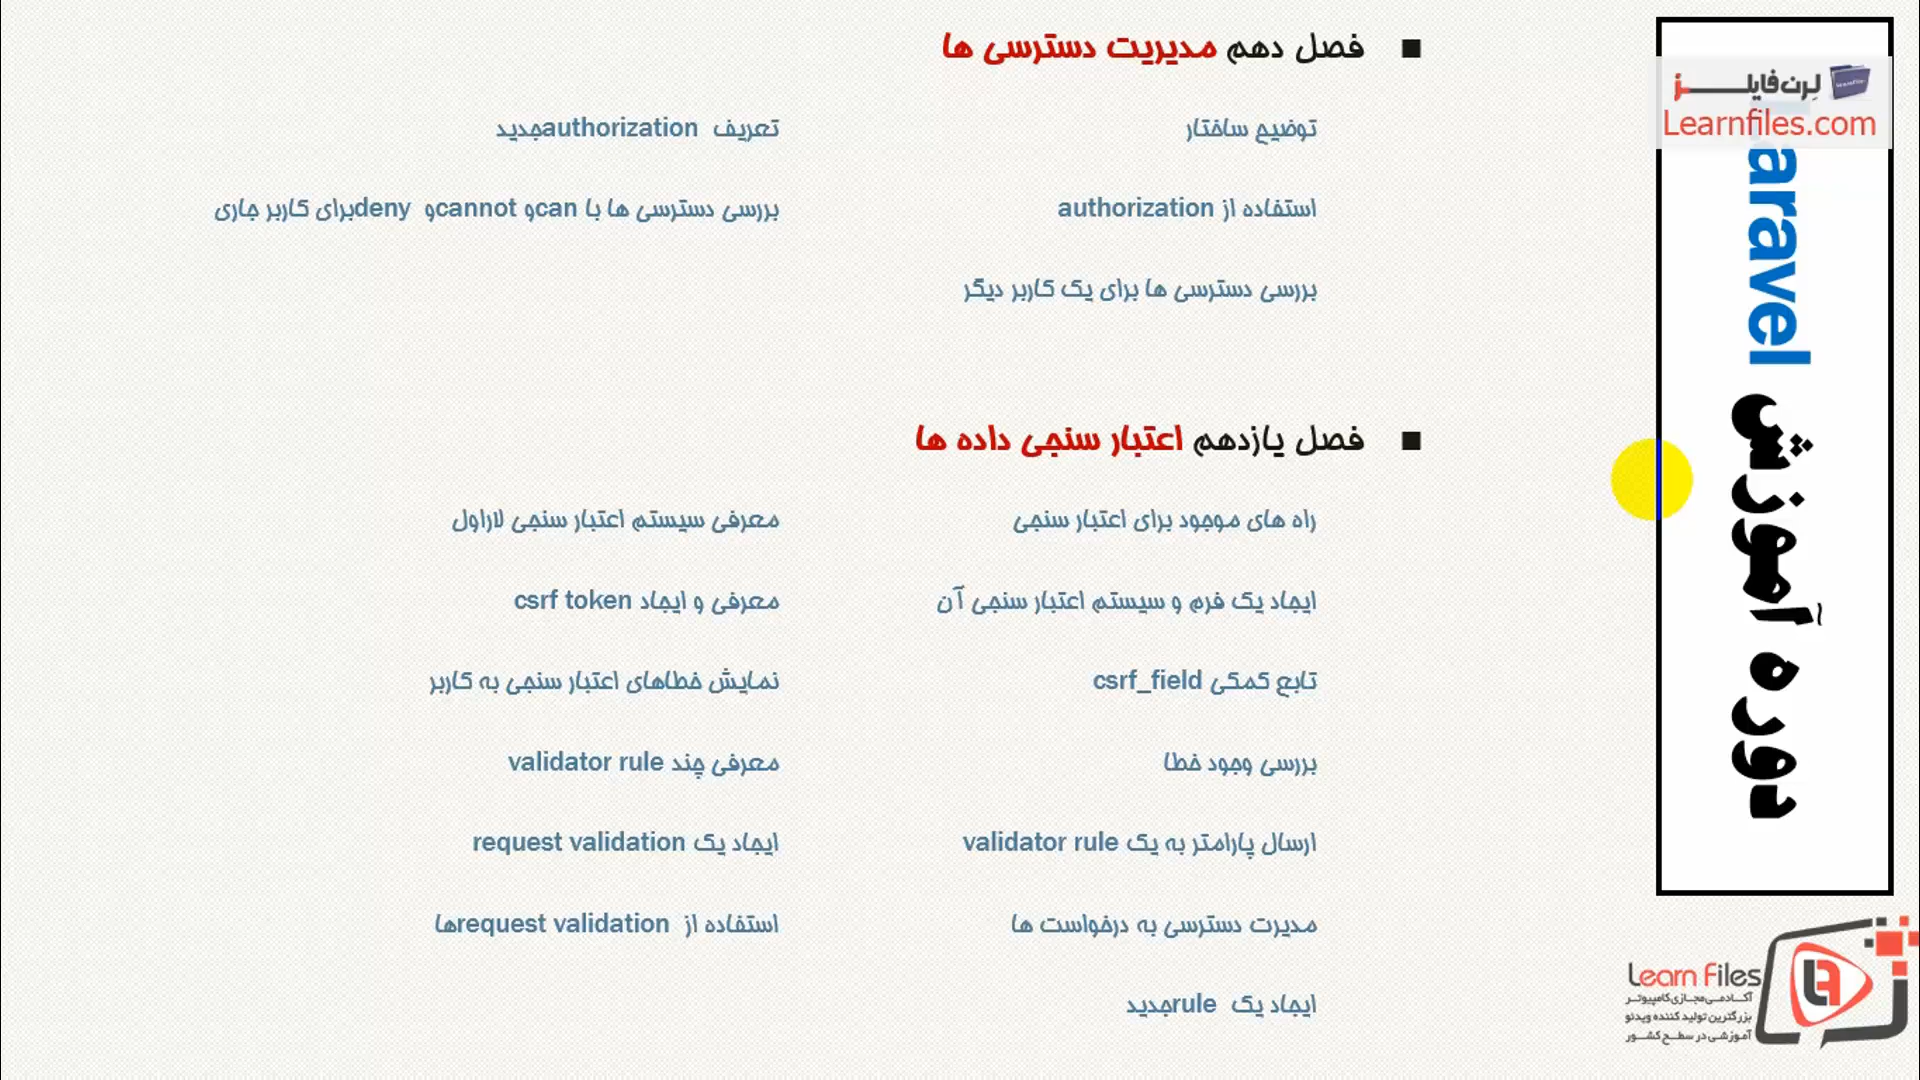 فصل دهم مدیریت دسترسی ها
توضیح ساختار
تعریف authorizationجدید
استفاده از authorization
بررسی دسترسی ها با canو cannotو denyبرای کاربر جاری
بررسی دسترسی ها برای یک کاربر دیگر
فصل یازدهم اعتبار سنجی داده ها
راه های موجود برای اعتبار سنجی
معرفی سیستم اعتبار سنجی لاراول
ایجاد یک فرم و سیستم اعتبار سنجی آن
معرفی و ایجاد csrf token
تابع کمکی csrf_field
نمایش خطاهای اعتبار سنجی به کاربر
بررسی وجود خطا
معرفی چند validator rule
ارسال پارامتر به یک validator rule
ایجاد یک request validation
مدیرت دسترسی به درخواست ها
استفاده از request validationها
ایجاد یک ruleجدید
لرن فایلز
Learnfiles.com
دوره آموزش aravel
Learn Files
آکادمی مجازی کامپیوتر
بزرگترین تولید کننده ویدئو
آموزشی در سطح کشور